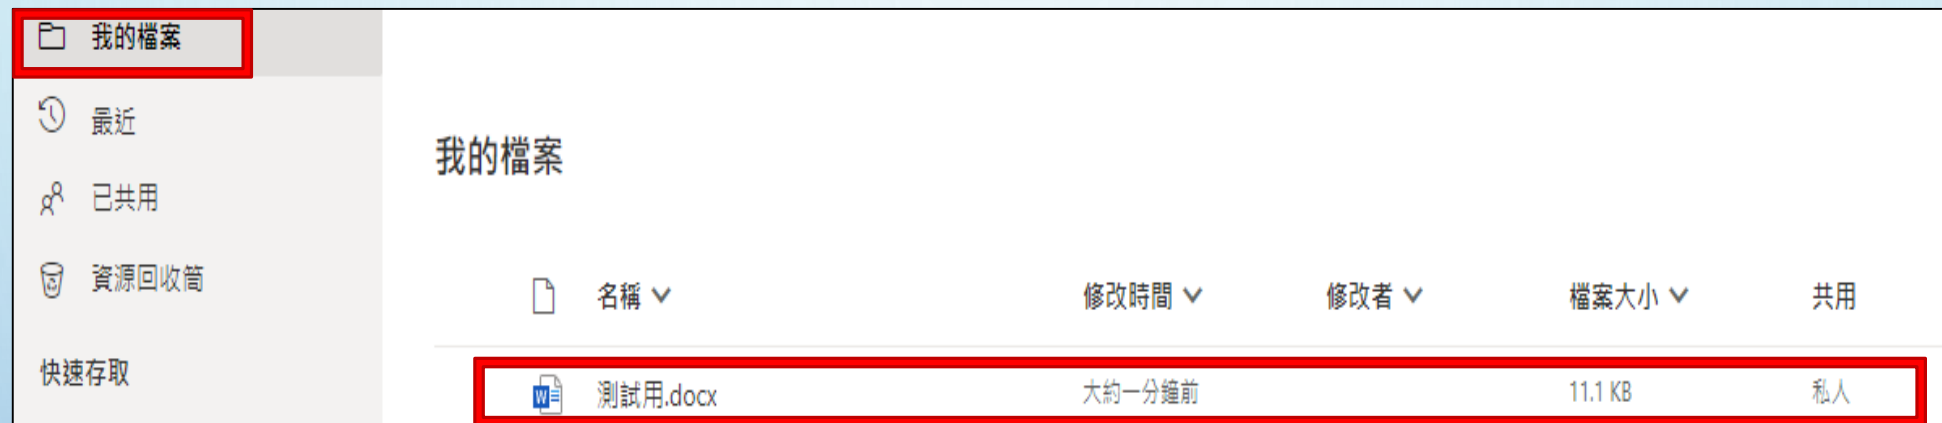 我的檔案
最近
已共用
資源回收筒
快速存取
我的檔案
名稱 修改時間 修改者 檔案大小 共用
測試用.docx 大約一分鐘前 11.1 KB 私人